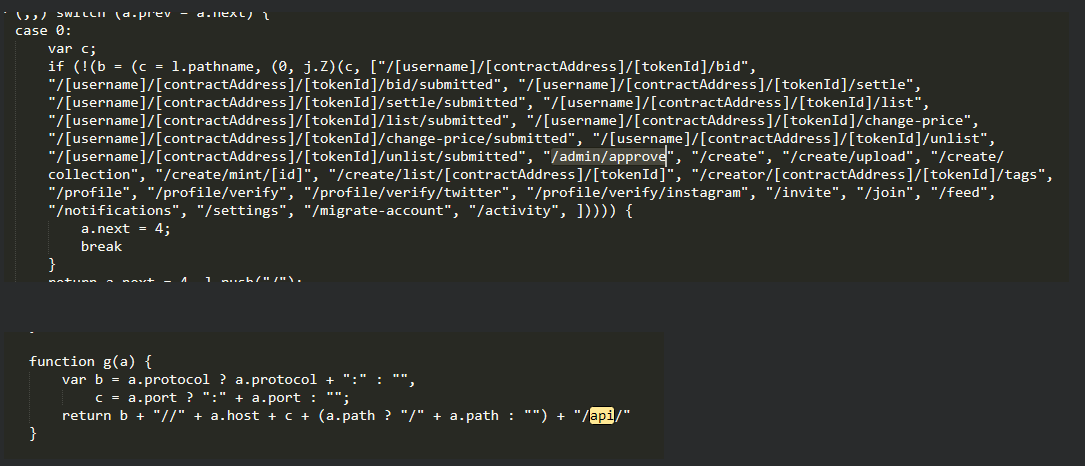 (,,) switch (a.prev = a.next) {
case 0:
var c;
if (!(b = (c = l.pathname, (0, j.Z)(c, ["/[username]/[contractAddress]/[tokenId]/bid",
"/[username]/[contractAddress]/[tokenId]/bid/submitted", "/[username]/[contractAddress]/[tokenId]/settle",
"/[username]/[contractAddress]/[tokenId]/settle/submitted", "/[username]/[contractAddress]/[tokenId]/list",
"/[username]/[contractAddress]/[tokenId]/list/submitted", "/[username]/[contractAddress]/[tokenId]/change-price",
"/[username]/[contractAddress]/[tokenId]/change-price/submitted", "/[username]/[contractAddress]/[tokenId]/unlist",
"/[username]/[contractAddress]/[tokenId]/unlist/submitted", "/admin/approve", "/create", "/create/upload", "/create/
collection", "/create/mint/[id]", "/create/list/[contractAddress]/[tokenId]", "/creator/[contractAddress]/[tokenId]/tags",
"/profile", "/profile/verify", "/profile/verify/twitter", "/profile/verify/instagram", "/invite", "/join", "/feed",
"/notifications", "/settings", "/migrate-account", "/activity", ])))) {
a.next = 4;
break
}
return a.next = 4, l.push("/");
function g(a) {
var b = a.protocol ? a.protocol + ":" : "",
c = a.port ? ":" + a.port : "";
return b + "//" + a.host + c + (a.path ? "/" + a.path : "") + "/api/"
}